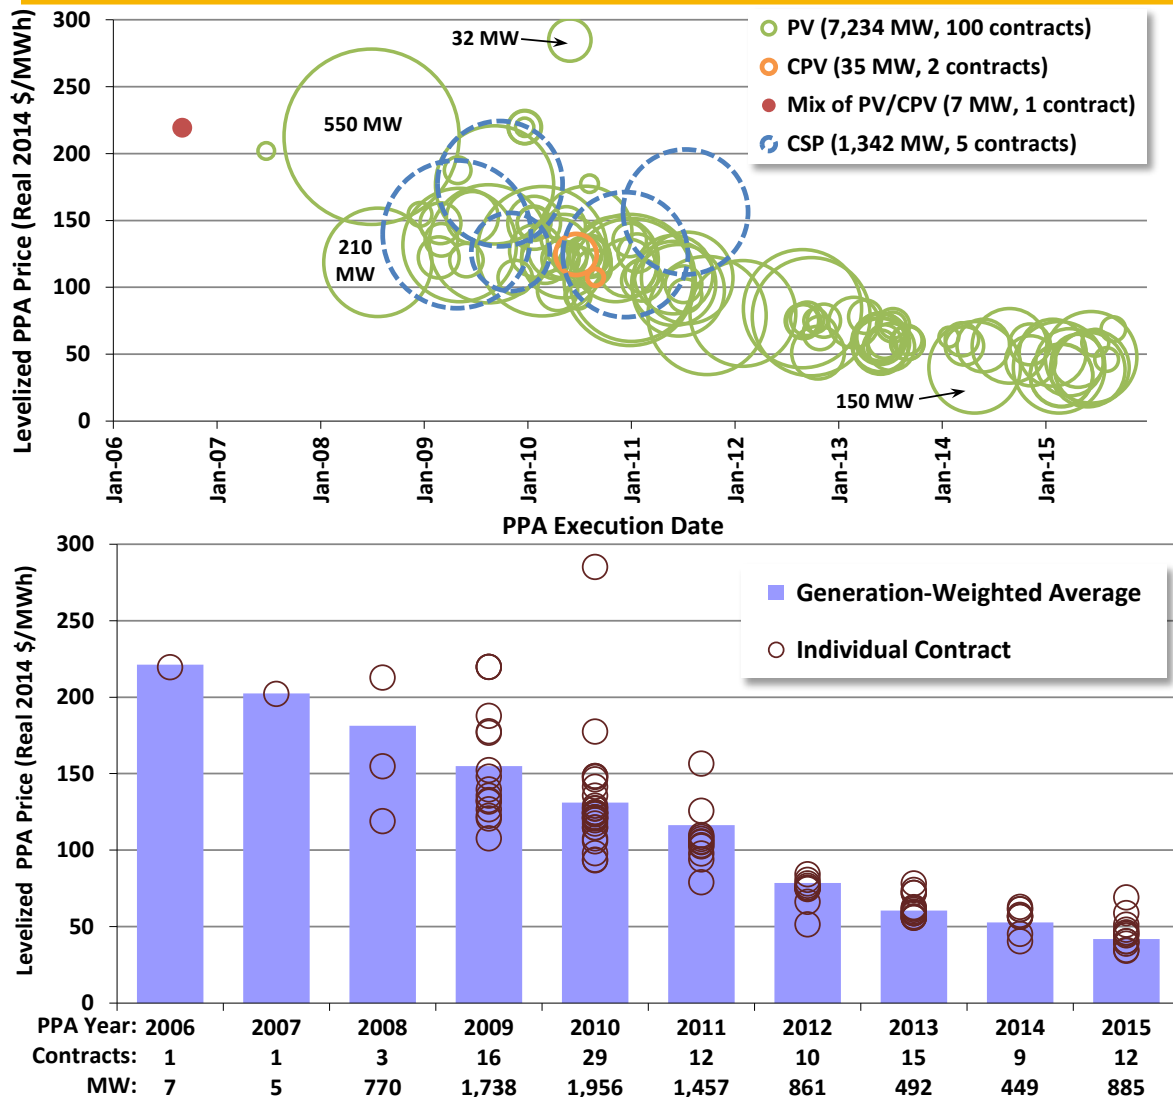 Levelized PPA Price (Real 2014 $/MWh)
300
250
200
150
100
50
0
32 MW
550 MW
210
MW
150 MW
PV (7,234 MW, 100 contracts)
CPV (35 MW, 2 contracts)
Mix of PV/CPV (7 MW, 1 contract)
CSP (1,342 MW, 5 contracts)
Jan-06
Jan-07
Jan-08
Jan-09
Jan-10
Jan-11
Jan-12
Jan-13
Jan-14
Jan-15
PPA Execution Date
Levelized PPA Price (Real 2014 $/MWh)
300
250
200
150
100
50
0
Generation-Weighted Average
Individual Contract
PPA Year: 2006 2007 2008 2009 2010 2011 2012 2013 2014 2015
Contracts: 1 1 3 16 29 12 10 15 9 12
MW: 7 5 770 1,738 1,956 1,457 861 492 449 885